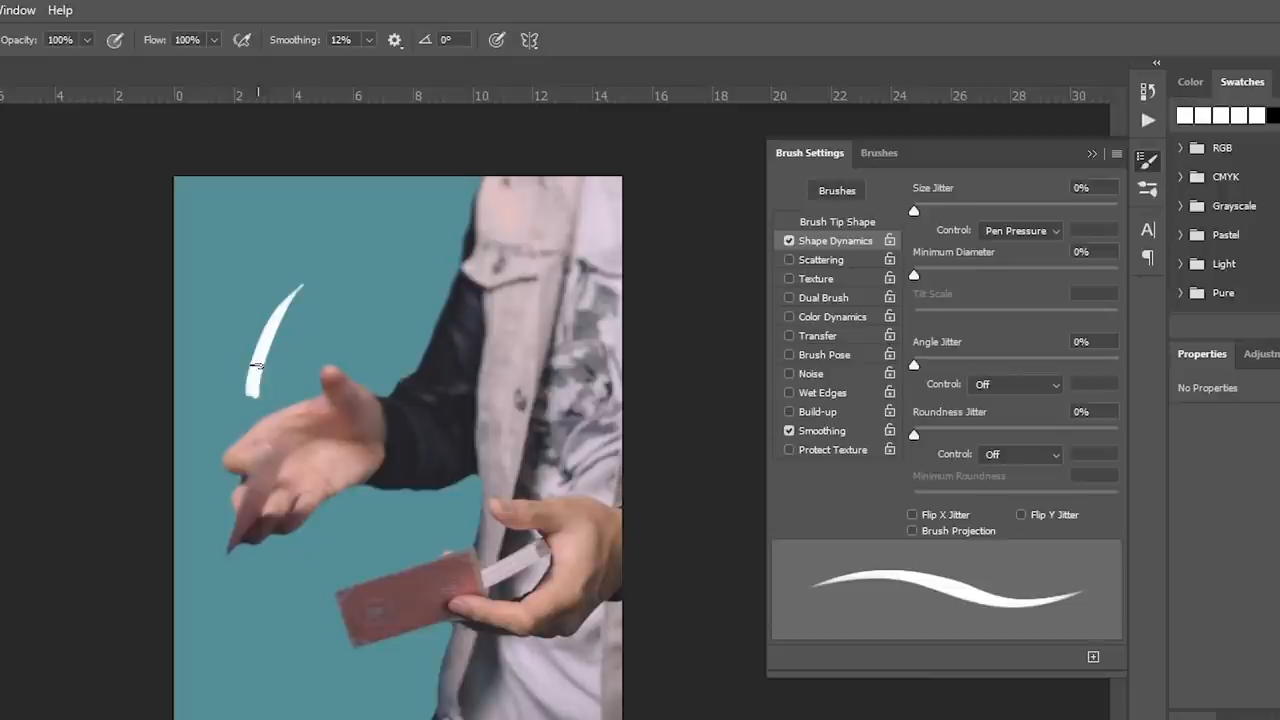 Window Help
Opacity: 100% Flow: 100% Smoothing: 12% 0°
4 2 0 2 4 6 8 10 12 14 16 18 20 22 24 26 28 30
Brush Settings Brushes
Brushes
Brush Tip Shape
Shape Dynamics
Scattering
Texture
Dual Brush
Color Dynamics
Transfer
Brush Pose
Noise
Wet Edges
Build-up
Smoothing
Protect Texture
Size Jitter 0%
Control: Pen Pressure
Minimum Diameter 0%
Tilt Scale
Angle Jitter 0%
Control: Off
Roundness Jitter 0%
Control: Off
Minimum Roundness
Flip X Jitter Flip Y Jitter
Brush Projection
A
Color Swatches
RGB
CMYK
Grayscale
Pastel
Light
Pure
Properties Adjustm
No Properties